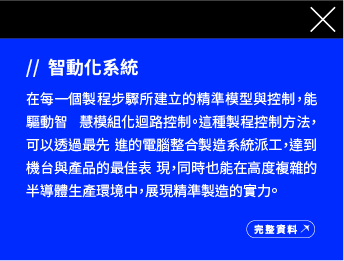 // 智動化系統
在每一個製程步驟所建立的精準模型與控制,能
驅動智　慧模組化迴路控制。這種製程控制方法,
可以透過最先 進的電腦整合製造系統派工,達到
機台與產品的最佳表 現,同時也能在高度複雜的
半導體生產環境中,展現精準製造的實力。
完整資料